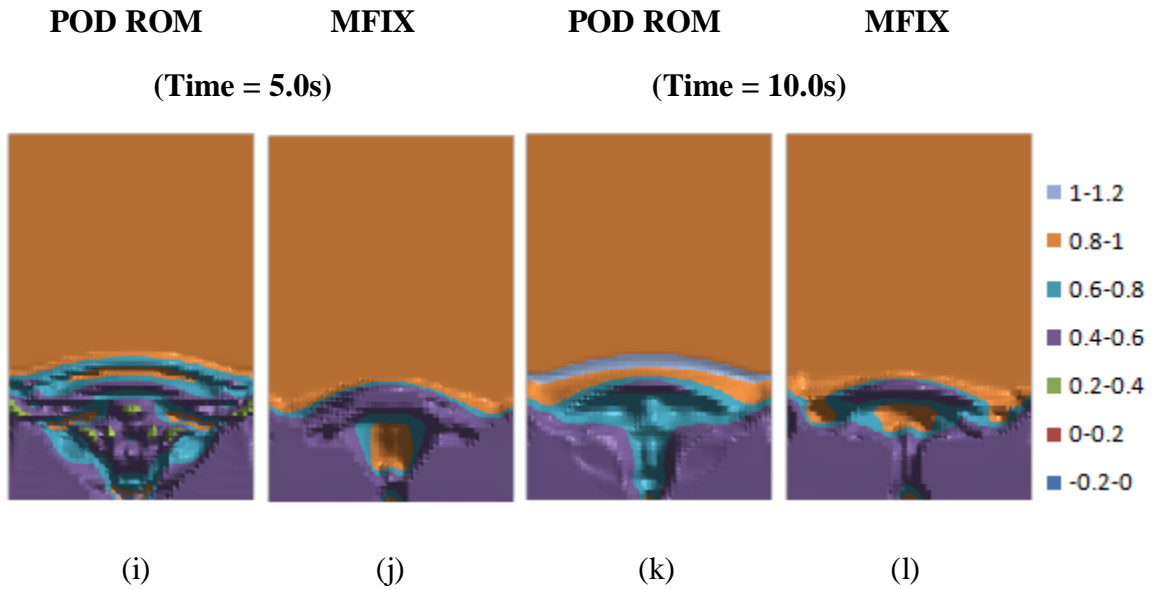 POD ROM MFIX POD ROM MFIX
(Time = 5.0s) (Time = 10.0s)
1-1.2
0.8-1
0.6-0.8
0.4-0.6
0.2-0.4
0-0.2
-0.2-0
(i) (j) (k) (l)